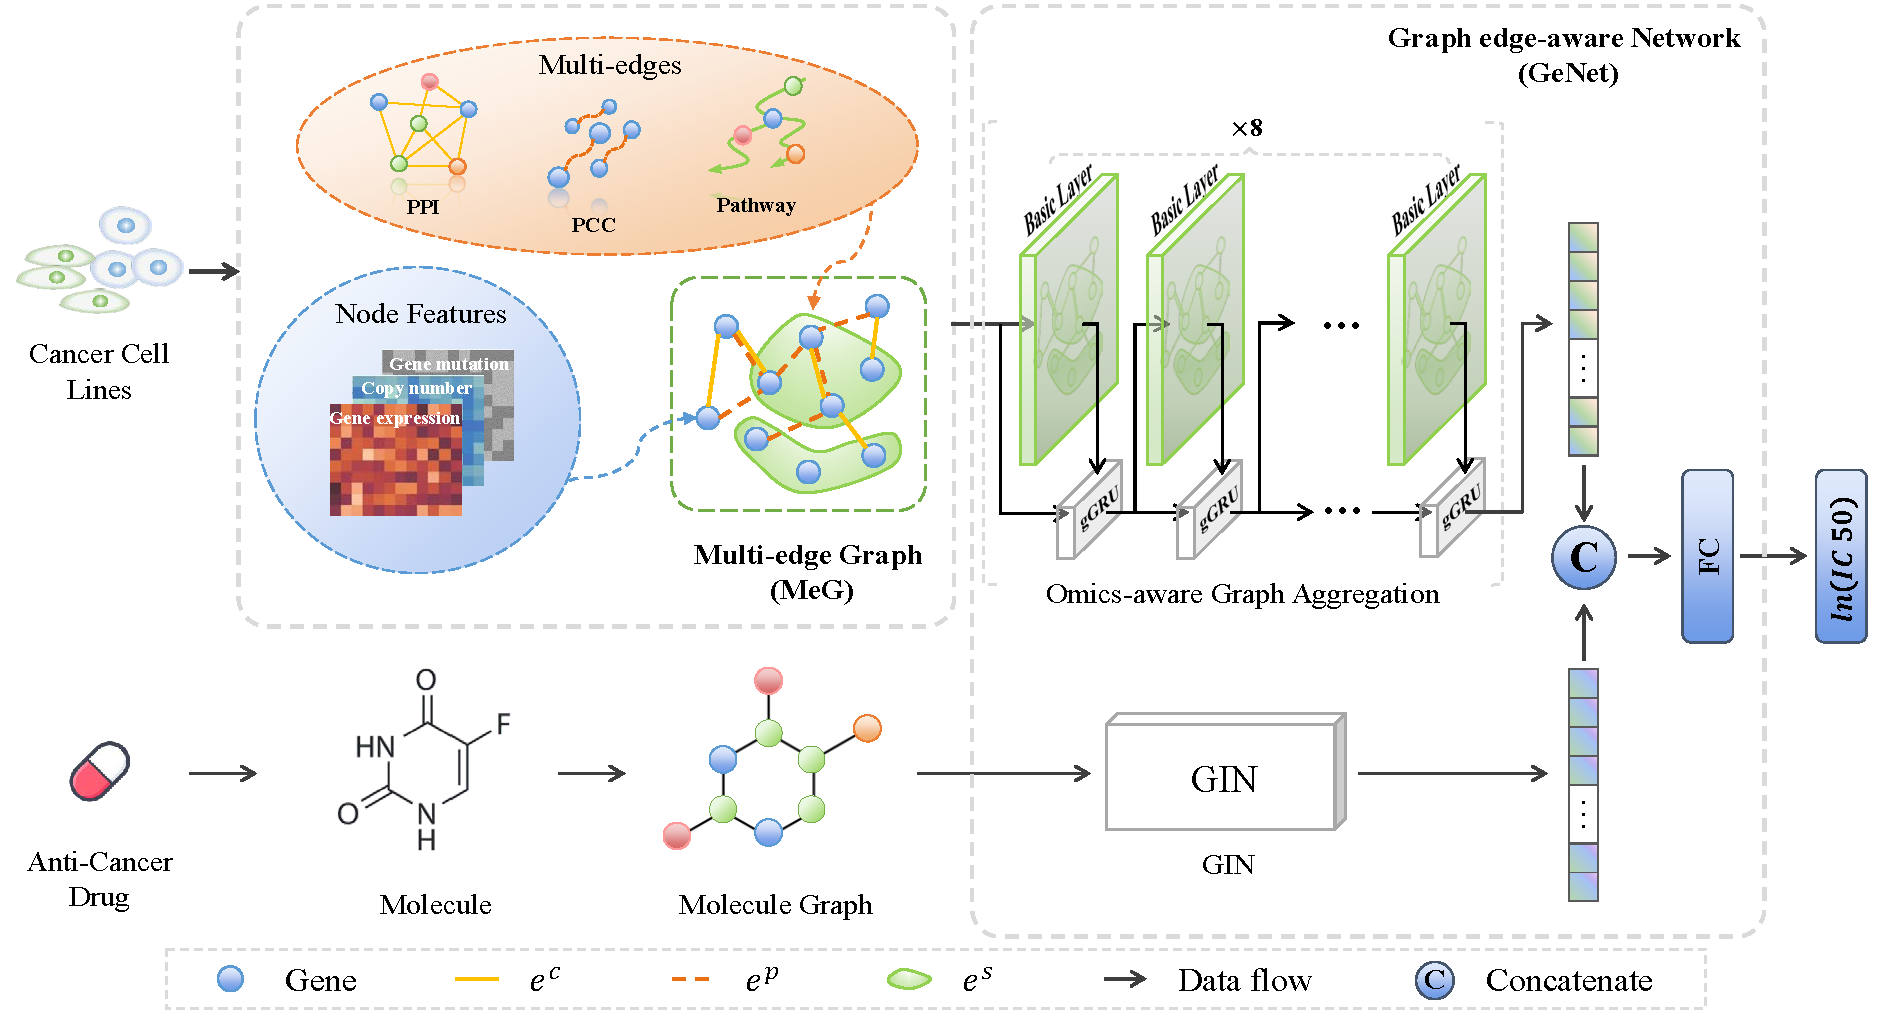 Graph edge-aware Network
(GeNet)
Multi-edges
PPI
PCC
Pathway
×8
Basic Layer
Basic Layer
Basic Layer
Cancer Cell
Lines
Node Features
Gene mutation
Copy number
Gene expression
Multi-edge Graph
(MeG)
gGRU
gGRU
gGRU
...
...
Omics-aware Graph Aggregation
C
FC
ln(IC 50)
O
F
HN
O
N
H
GIN
GIN
Anti-Cancer
Drug
Molecule
Molecule Graph
Gene
e^c
e^p
e^s
Data flow
C
Concatenate